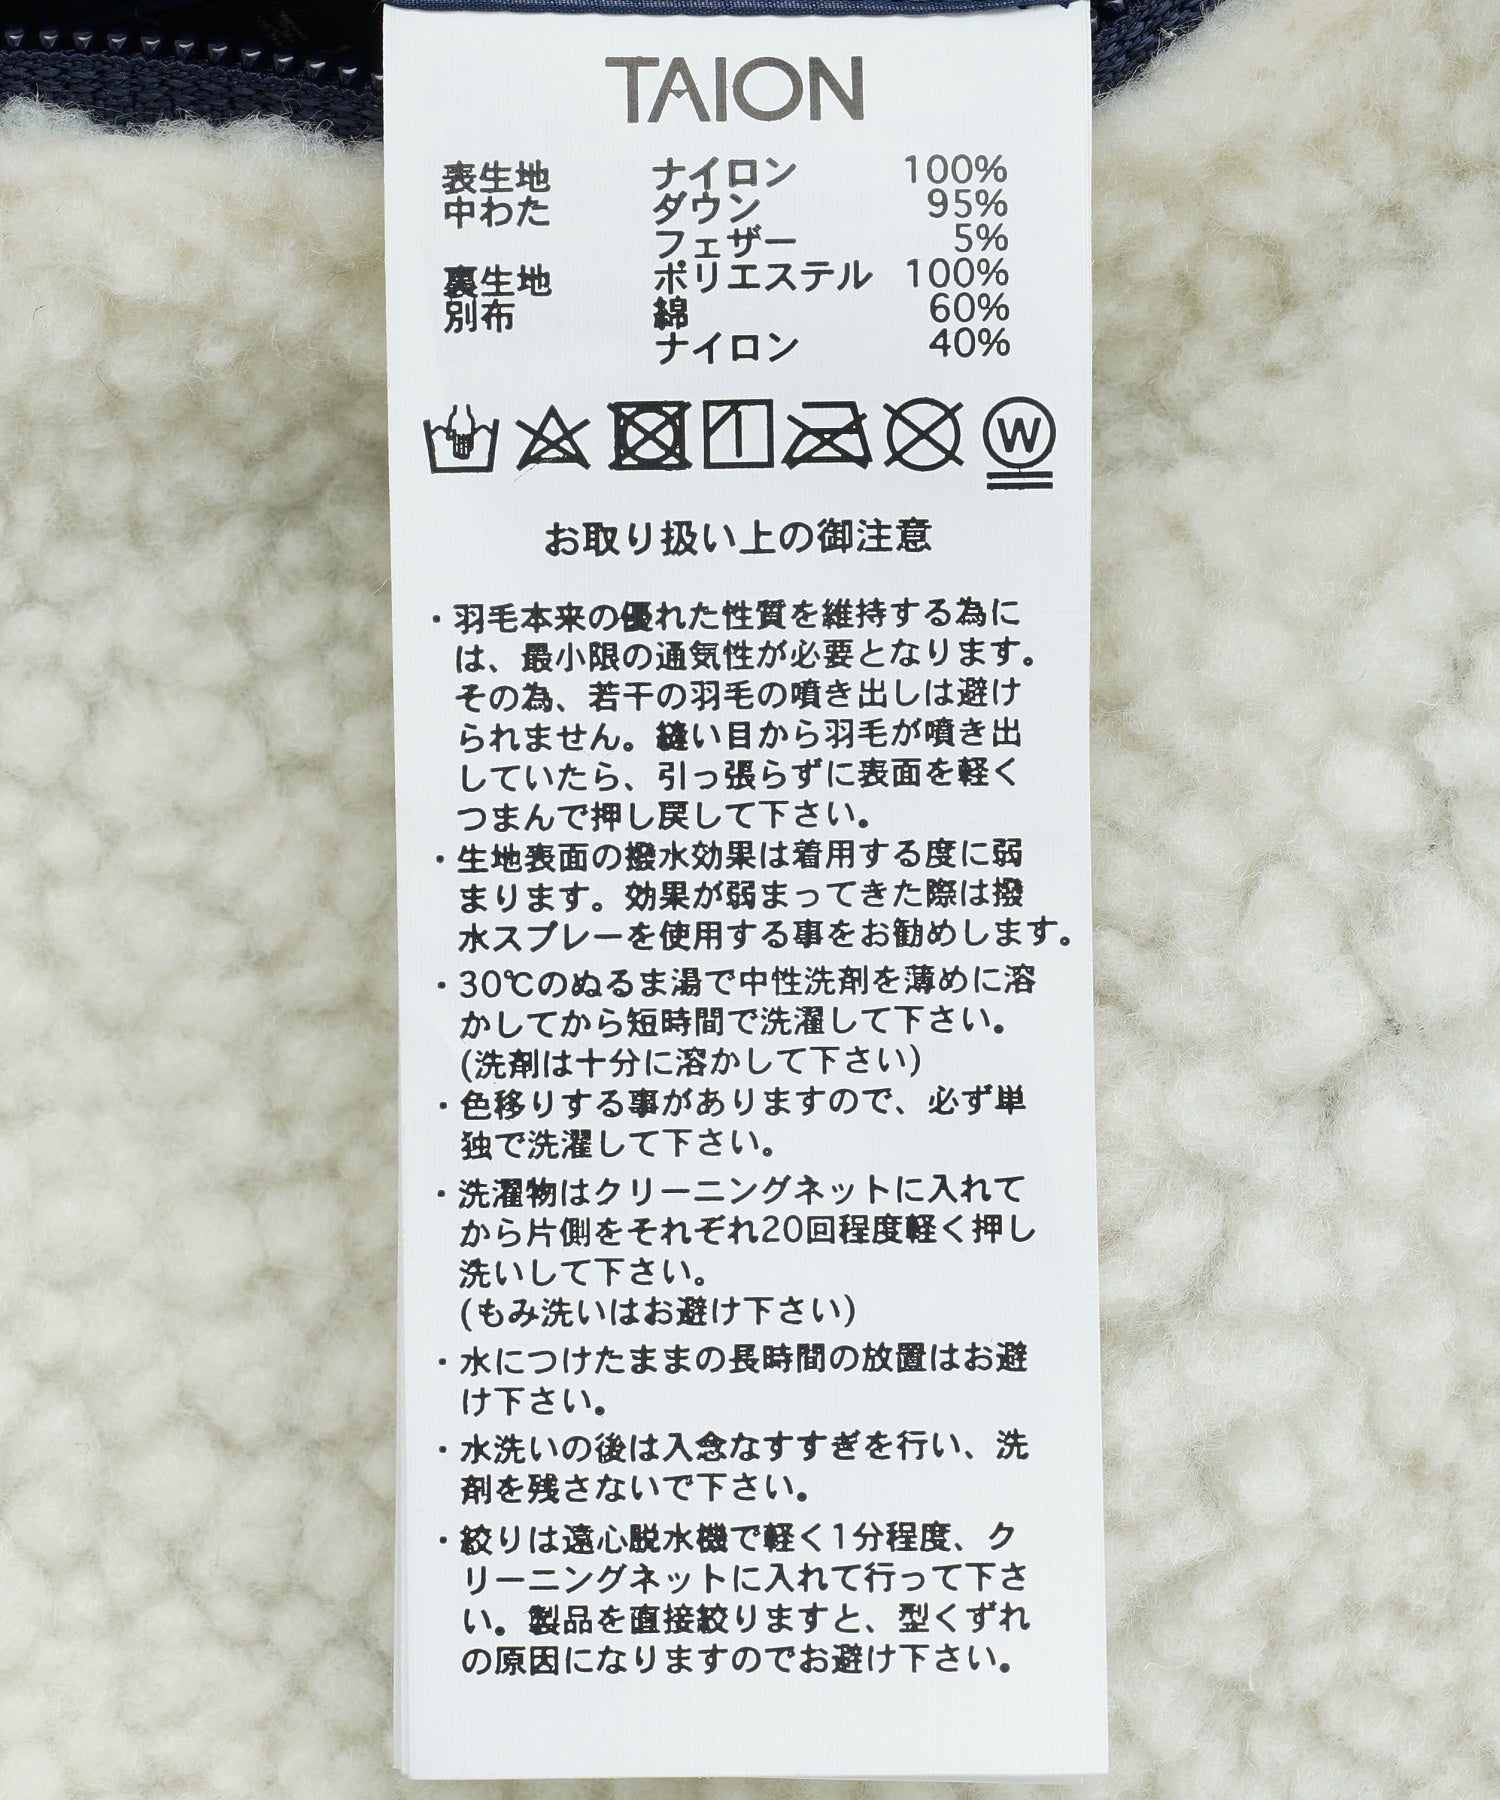 TAION
表生地 ナイロン 100%
中わた ダウン 95%
フェザー 5%
裏生地 ポリエステル 100%
別布 綿 60%
ナイロン 40%
W
お取り扱い上の御注意
・羽毛本来の優れた性質を維持する為に
は、最小限の通気性が必要となります。
その為、若干の羽毛の噴き出しは避け
られません。縫い目から羽毛が噴き出
していたら、引っ張らずに表面を軽く
つまんで押し戻して下さい。
・生地表面の撥水効果は着用する度に弱
まります。効果が弱まってきた際は撥
水スプレーを使用する事をお勧めします。
・30℃のぬるま湯で中性洗剤を薄めに溶
かしてから短時間で洗濯して下さい。
(洗剤は十分に溶かして下さい)
・色移りする事がありますので、必ず単
独で洗濯して下さい。
・洗濯物はクリーニングネットに入れて
から片側をそれぞれ20回程度軽く押し
洗いして下さい。
(もみ洗いはお避け下さい)
・水につけたままの長時間の放置はお避
け下さい。
・水洗いの後は入念なすすぎを行い、洗
剤を残さないで下さい。
・絞りは遠心脱水機で軽く1分程度、ク
リーニングネットに入れて行って下さ
い。製品を直接絞りますと、型くずれ
の原因になりますのでお避け下さい。